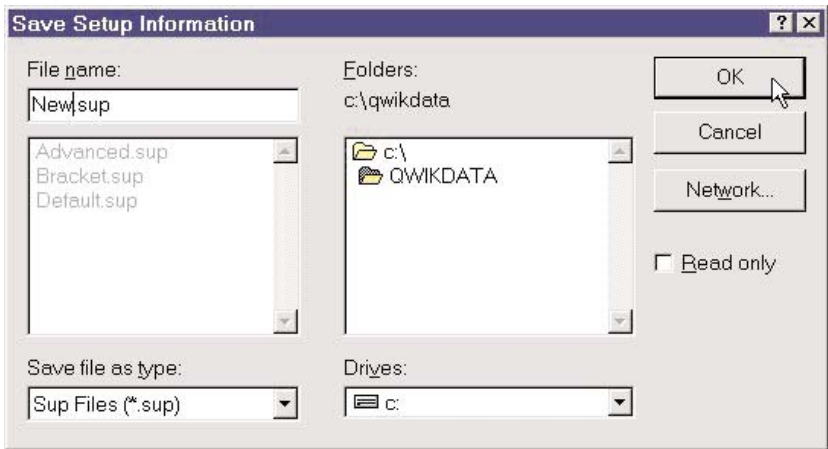 Save Setup Information
File name:
New.sup
Advanced.sup
Bracket.sup
Default.sup
Save file as type:
Sup Files (*.sup)
Folders:
c:\qwikdata
c:\
QWIKDATA
Drives:
c:
OK
Cancel
Network...
Read only